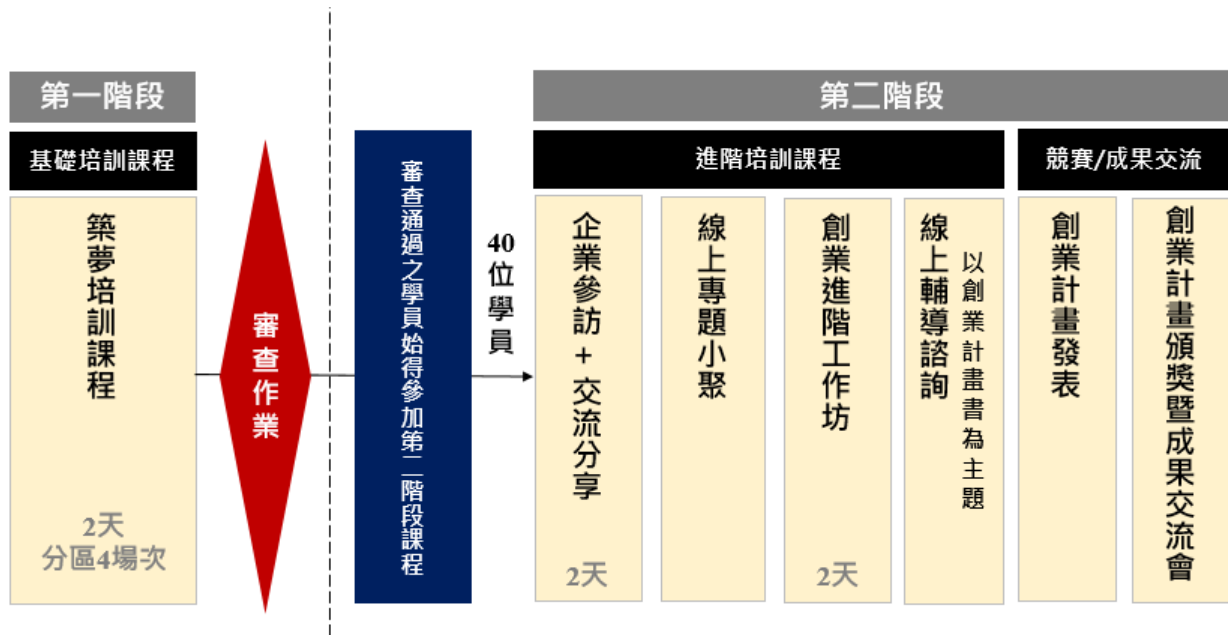 第一階段
基礎培訓課程
築夢培訓課程
2天
分區4場次
審查作業
審查通過之學員始得參加第二階段課程
40位學員
第二階段
進階培訓課程
企業參訪+交流分享
2天
線上專題小聚
創業進階工作坊
2天
線上輔導諮詢
以創業計畫書為主題
競賽/成果交流
創業計畫發表
創業計畫頒獎暨成果交流會